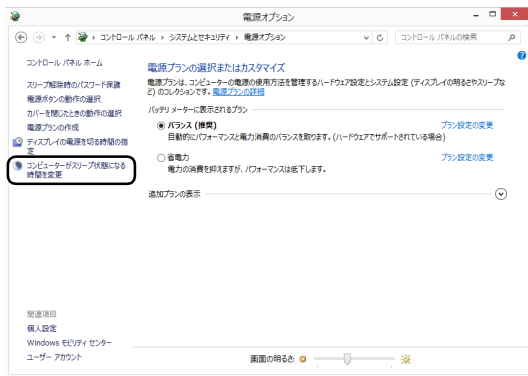 電源オプション
コントロール パネル ▸ システムとセキュリティ ▸ 電源オプション
コントロール パネルの検索
コントロール パネル ホーム
スリープ解除時のパスワード保護
電源ボタンの動作の選択
カバーを閉じたときの動作の選択
電源プランの作成
ディスプレイの電源を切る時間の指
定
コンピューターがスリープ状態になる
時間を変更
電源プランの選択またはカスタマイズ
電源プランは、コンピューターの電源の使用方法を管理するハードウェア設定とシステム設定 (ディスプレイの明るさやスリープな
ど) のコレクションです。電源プランの詳細
バッテリ メーターに表示されるプラン
バランス (推奨)
プラン設定の変更
自動的にパフォーマンスと電力消費のバランスを取ります。(ハードウェアでサポートされている場合)
省電力
プラン設定の変更
電力の消費を抑えますが、パフォーマンスは低下します。
追加プランの表示
関連項目
個人設定
Windows モビリティ センター
ユーザー アカウント
画面の明るさ